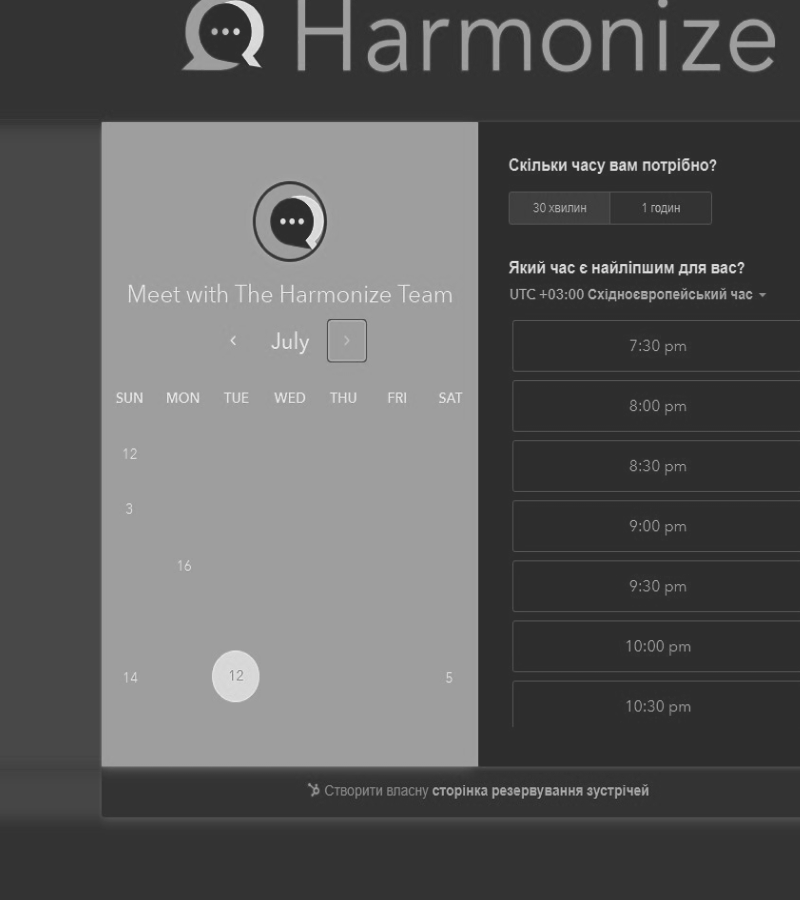 Harmonize
Meet with The Harmonize Team
July
SUN MON TUE WED THU FRI SAT
12
3
16
14 12 5
Скільки часу вам потрібно?
30 хвилин 1 годин
Який час є найліпшим для вас?
UTC +03:00 Східноєвропейський час
7:30 pm
8:00 pm
8:30 pm
9:00 pm
9:30 pm
10:00 pm
10:30 pm
Створити власну сторінка резервування зустрічей